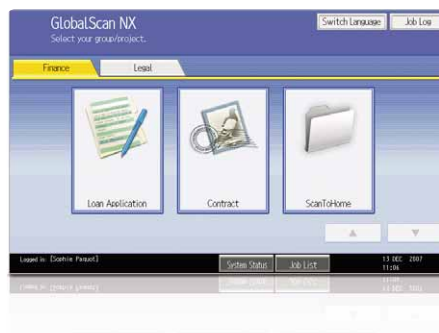 GlobalScan NX
Switch Language
Job Log
Select your group/project.
Finance
Legal
Loan Application
Contract
ScanToHome
Logged in: [Sophie Paquot]
System Status
Job List
13 DEC 2007
11:06